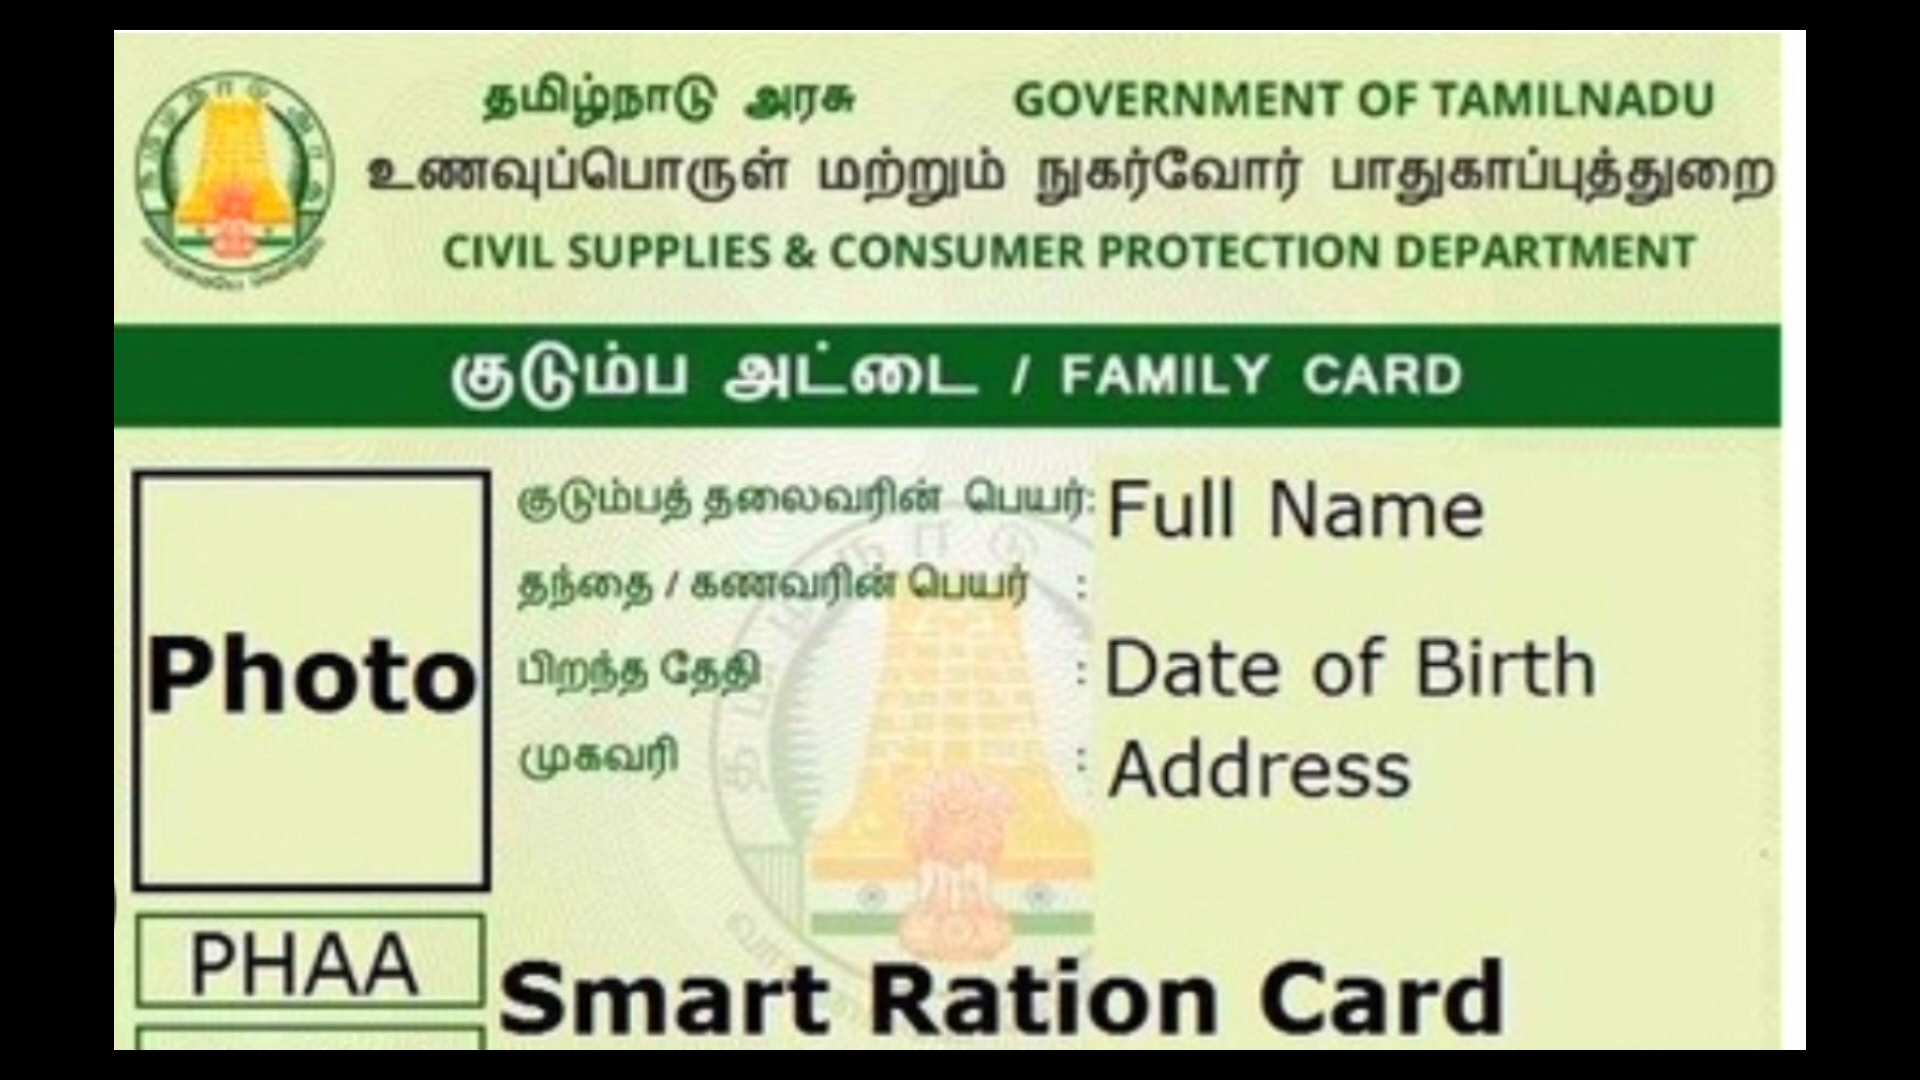 தமிழ்நாடு அரசு GOVERNMENT OF TAMILNADU
உணவுப்பொருள் மற்றும் நுகர்வோர் பாதுகாப்புத்துறை
CIVIL SUPPLIES & CONSUMER PROTECTION DEPARTMENT
குடும்ப அட்டை / FAMILY CARD
குடும்பத் தலைவரின் பெயர்: Full Name
தந்தை / கணவரின் பெயர் :
பிறந்த தேதி : Date of Birth
முகவரி : Address
Photo
PHAA
Smart Ration Card